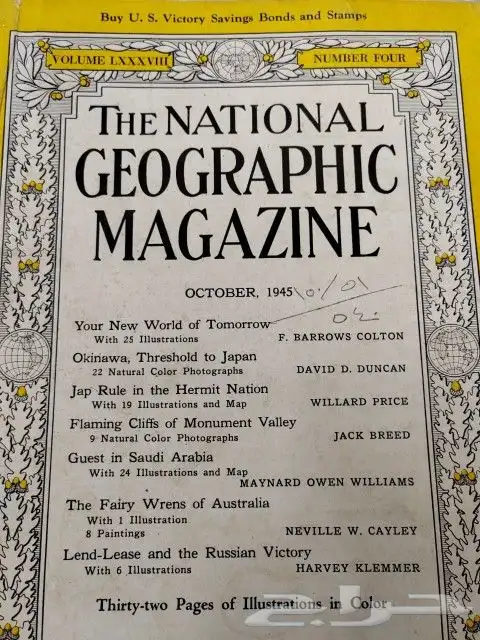 Buy U. S. Victory Savings Bonds and Stamps
VOLUME LXXXVIII NUMBER FOUR
THE NATIONAL
GEOGRAPHIC
MAGAZINE
OCTOBER, 1945
Your New World of Tomorrow
With 25 Illustrations F. BARROWS COLTON
Okinawa, Threshold to Japan
22 Natural Color Photographs DAVID D. DUNCAN
Jap Rule in the Hermit Nation
With 19 Illustrations and Map WILLARD PRICE
Flaming Cliffs of Monument Valley
9 Natural Color Photographs JACK BREED
Guest in Saudi Arabia
With 24 Illustrations and Map
MAYNARD OWEN WILLIAMS
The Fairy Wrens of Australia
With 1 Illustration
8 Paintings NEVILLE W. CAYLEY
Lend-Lease and the Russian Victory
With 6 Illustrations HARVEY KLEMMER
Thirty-two Pages of Illustrations in Color
حراج